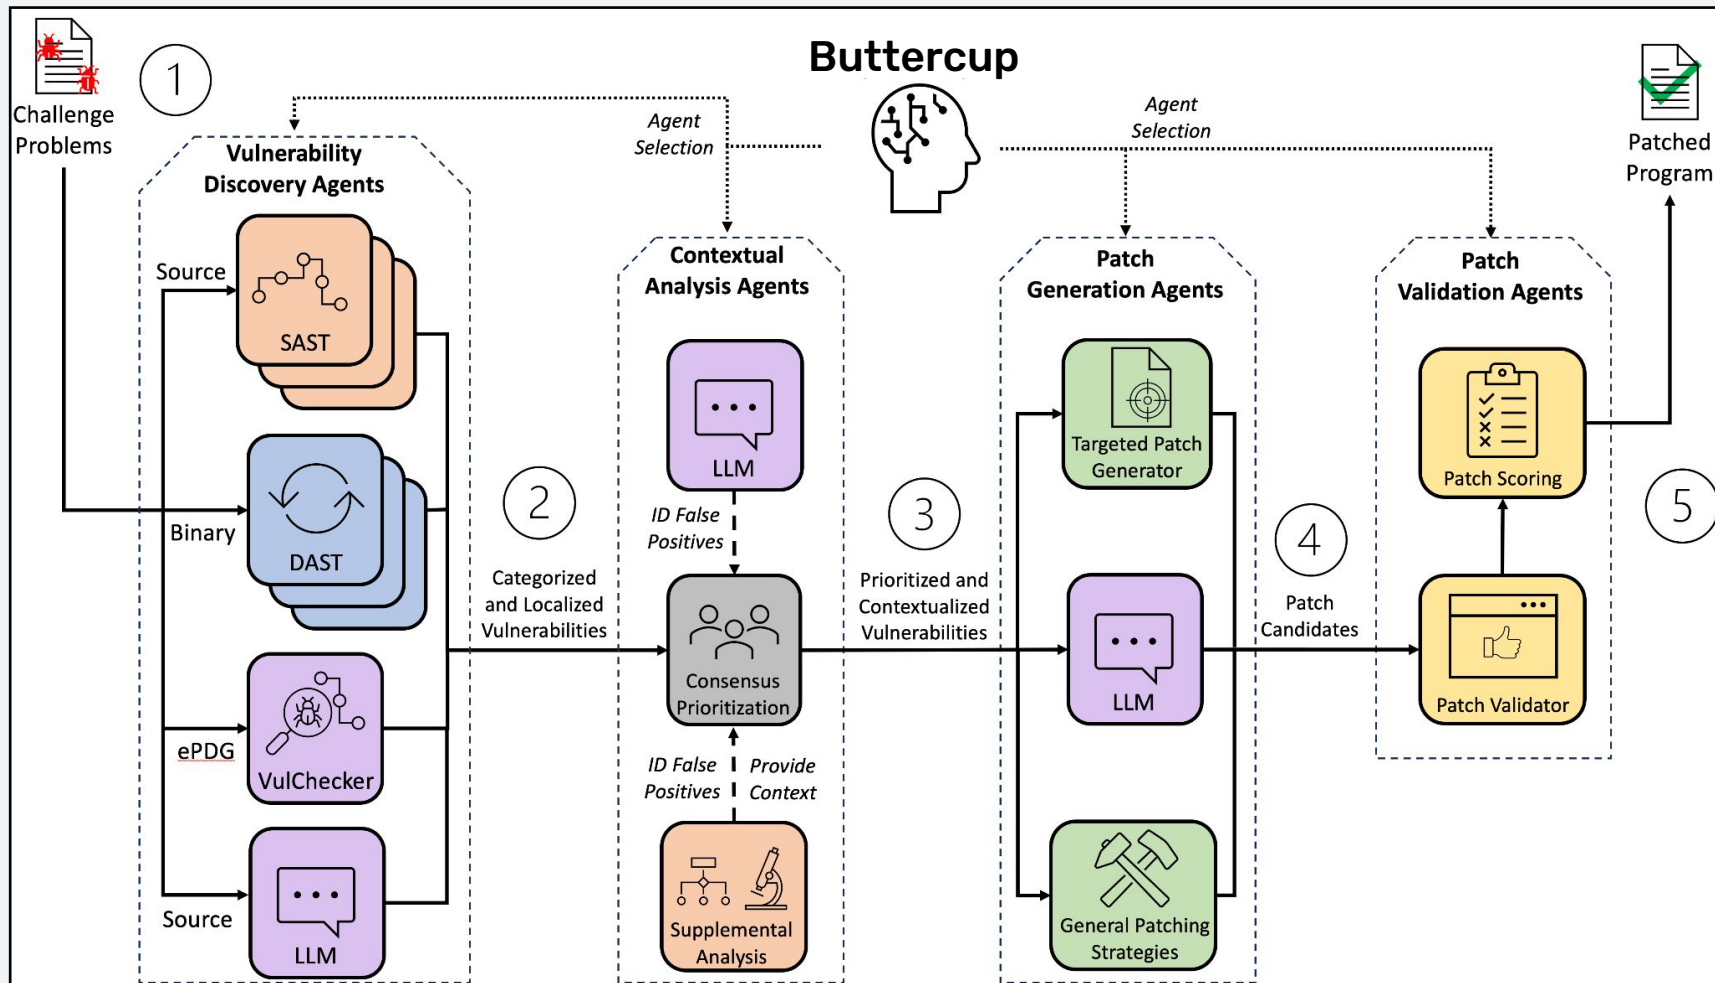 Buttercup
Challenge
Problems
1
Agent
Selection
Agent
Selection
Patched
Program
Vulnerability
Discovery Agents
Source
SAST
Binary
DAST
ePDG
VulChecker
Source
LLM
2
Categorized
and Localized
Vulnerabilities
Contextual
Analysis Agents
LLM
ID False
Positives
Consensus
Prioritization
ID False
Positives
Provide
Context
Supplemental
Analysis
3
Prioritized and
Contextualized
Vulnerabilities
Patch
Generation Agents
Targeted Patch
Generator
LLM
General Patching
Strategies
4
Patch
Candidates
Patch
Validation Agents
Patch Scoring
Patch Validator
5